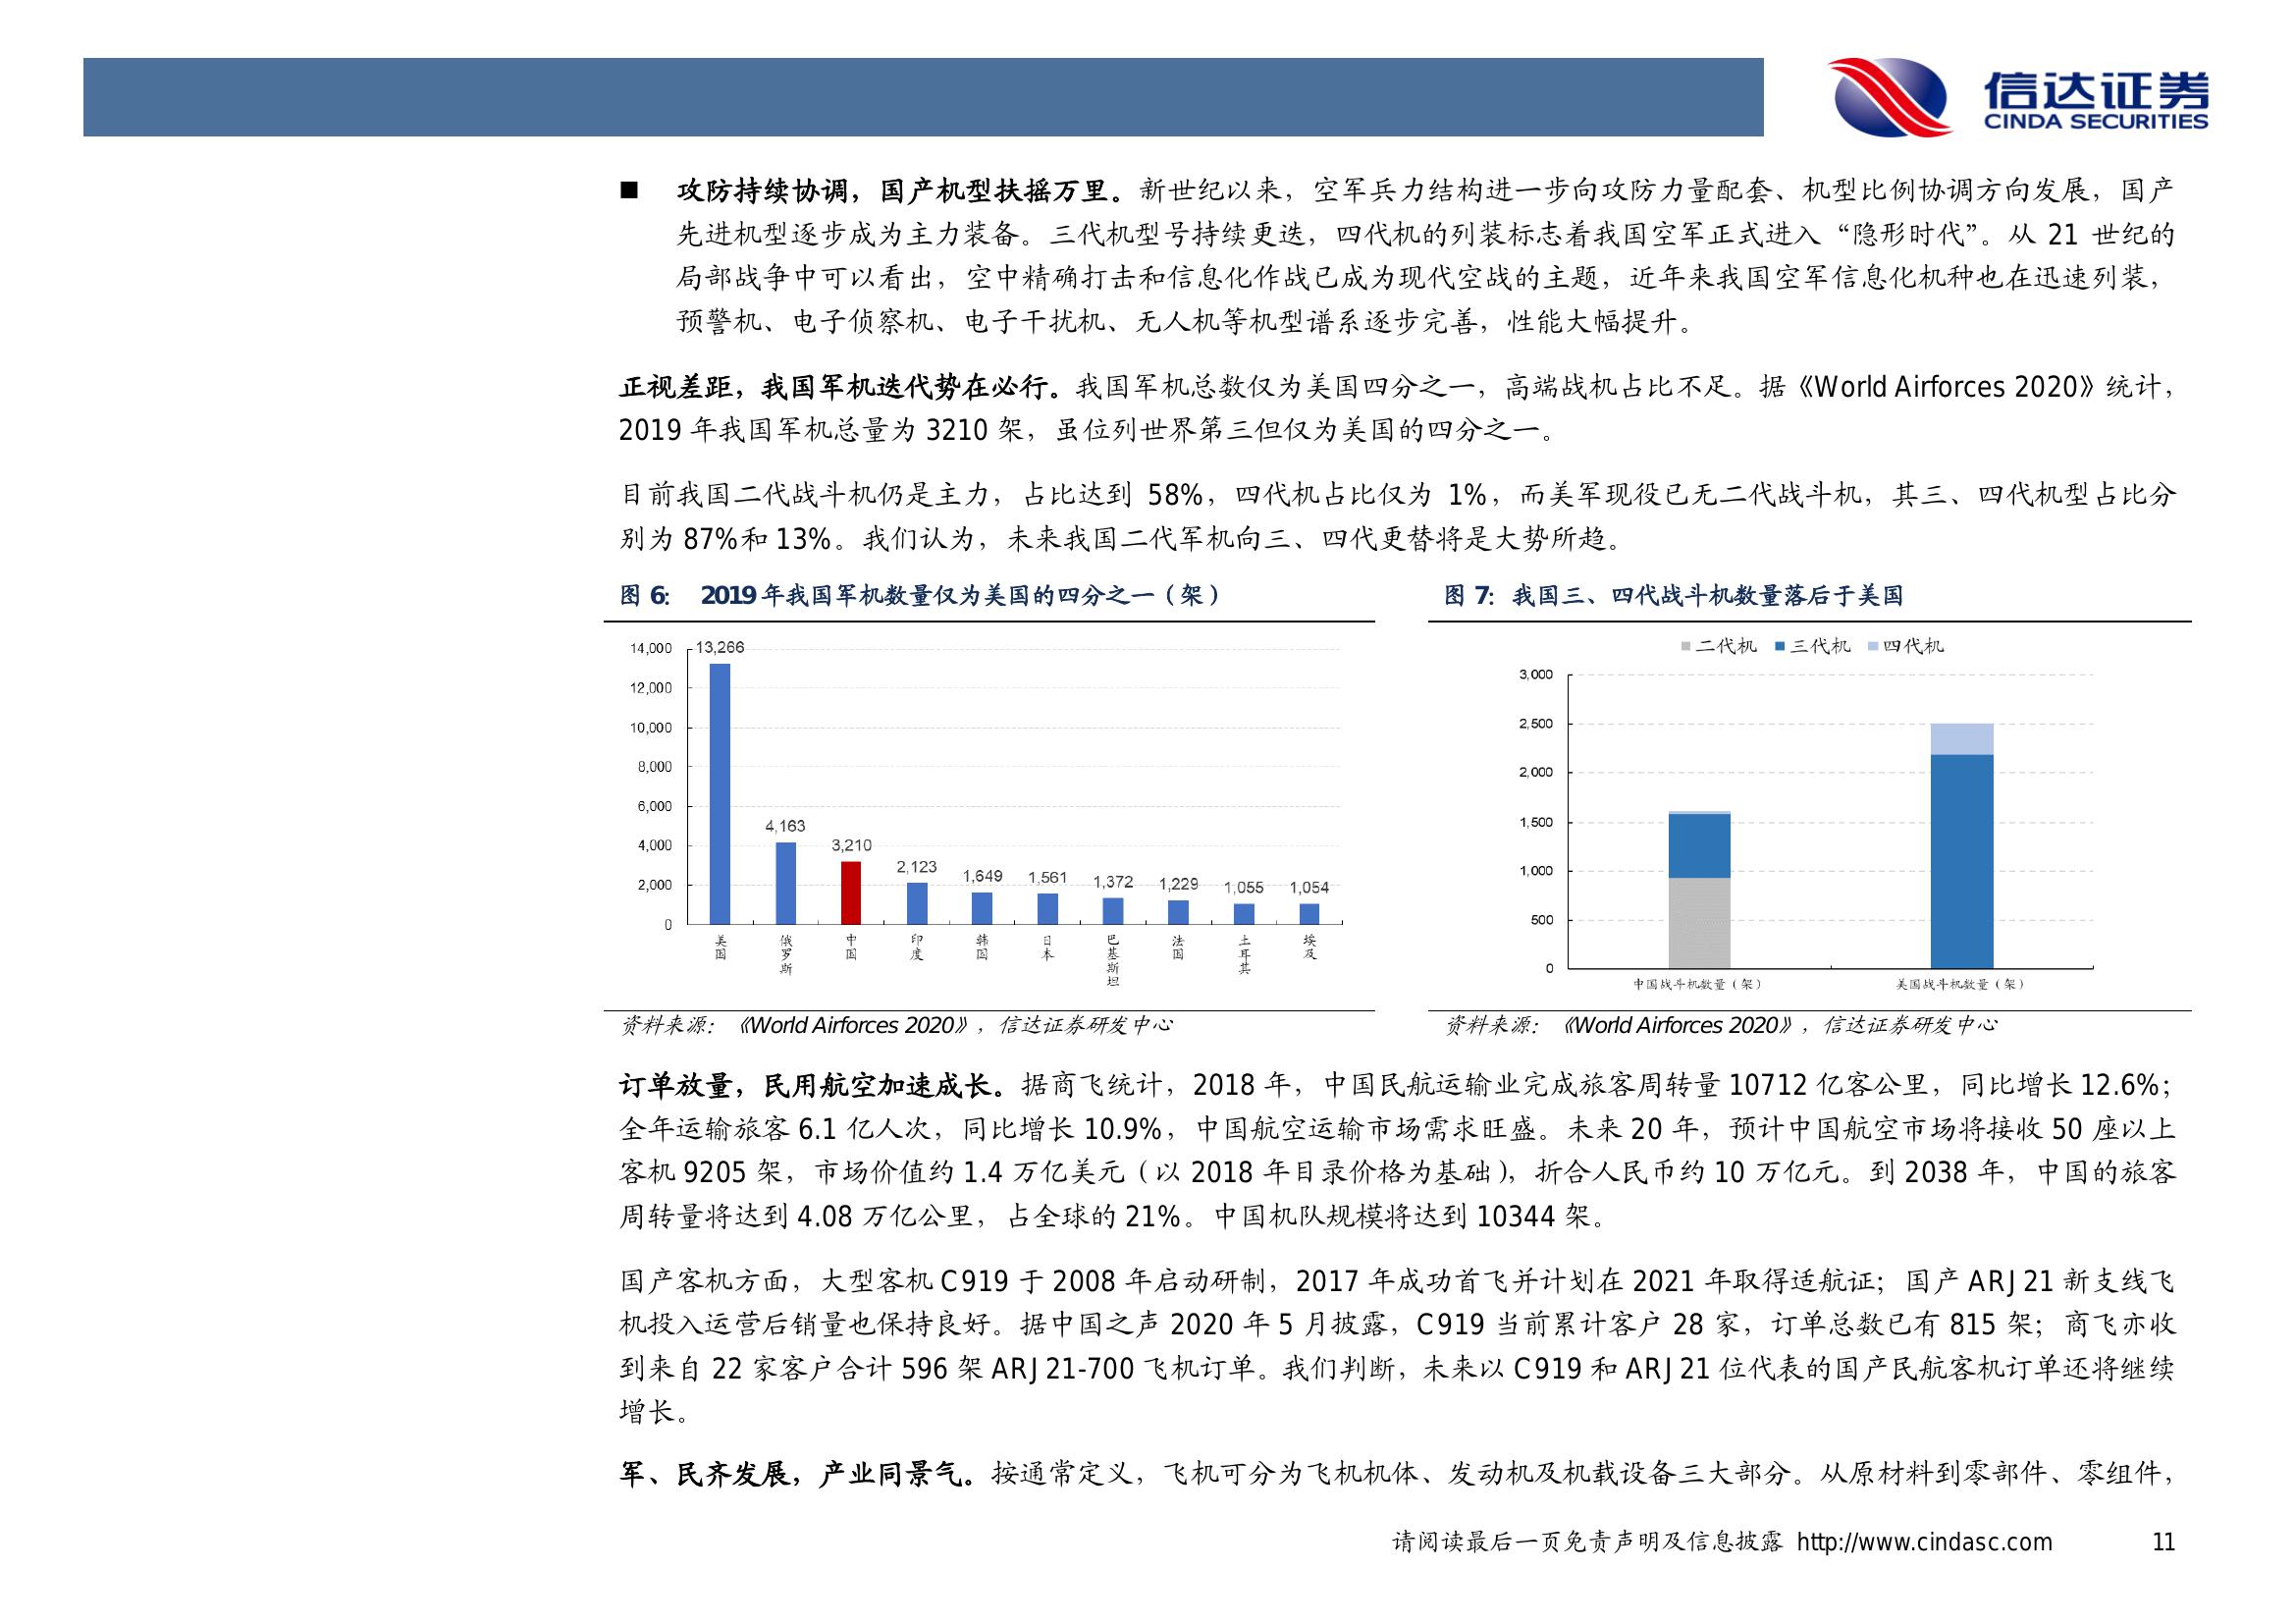 信达证券
CINDA SECURITIES
■ 攻防持续协调，国产机型扶摇万里。新世纪以来，空军兵力结构进一步向攻防力量配套、机型比例协调方向发展，国产
先进机型逐步成为主力装备。三代机型号持续更迭，四代机的列装标志着我国空军正式进入“隐形时代”。从 21 世纪的
局部战争中可以看出，空中精确打击和信息化作战已成为现代空战的主题，近年来我国空军信息化机种也在迅速列装，
预警机、电子侦察机、电子干扰机、无人机等机型谱系逐步完善，性能大幅提升。
正视差距，我国军机迭代势在必行。我国军机总数仅为美国四分之一，高端战机占比不足。据《World Airforces 2020》统计，
2019 年我国军机总量为 3210 架，虽位列世界第三但仅为美国的四分之一。
目前我国二代战斗机仍是主力，占比达到 58%，四代机占比仅为 1%，而美军现役已无二代战斗机，其三、四代机型占比分
别为 87%和 13%。我们认为，未来我国二代军机向三、四代更替将是大势所趋。
图 6： 2019 年我国军机数量仅为美国的四分之一（架）
14,000
12,000
10,000
8,000
6,000
4,000
2,000
0
13,266
4,163
3,210
2,123
1,649
1,561
1,372
1,229
1,055
1,054
美国
俄罗斯
中国
印度
韩国
日本
巴基斯坦
法国
土耳其
埃及
资料来源：《World Airforces 2020》，信达证券研发中心
图 7：我国三、四代战斗机数量落后于美国
二代机 三代机 四代机
3,000
2,500
2,000
1,500
1,000
500
0
中国战斗机数量（架） 美国战斗机数量（架）
资料来源：《World Airforces 2020》，信达证券研发中心
订单放量，民用航空加速成长。据商飞统计，2018 年，中国民航运输业完成旅客周转量 10712 亿客公里，同比增长 12.6%；
全年运输旅客 6.1 亿人次，同比增长 10.9%，中国航空运输市场需求旺盛。未来 20 年，预计中国航空市场将接收 50 座以上
客机 9205 架，市场价值约 1.4 万亿美元（以 2018 年目录价格为基础），折合人民币约 10 万亿元。到 2038 年，中国的旅客
周转量将达到 4.08 万亿公里，占全球的 21%。中国机队规模将达到 10344 架。
国产客机方面，大型客机 C919 于 2008 年启动研制，2017 年成功首飞并计划在 2021 年取得适航证；国产 ARJ21 新支线飞
机投入运营后销量也保持良好。据中国之声 2020 年 5 月披露，C919 当前累计客户 28 家，订单总数已有 815 架；商飞亦收
到来自 22 家客户合计 596 架 ARJ21-700 飞机订单。我们判断，未来以 C919 和 ARJ21 位代表的国产民航客机订单还将继续
增长。
军、民齐发展，产业同景气。按通常定义，飞机可分为飞机机体、发动机及机载设备三大部分。从原材料到零部件、零组件，
请阅读最后一页免责声明及信息披露 http://www.cindasc.com 11